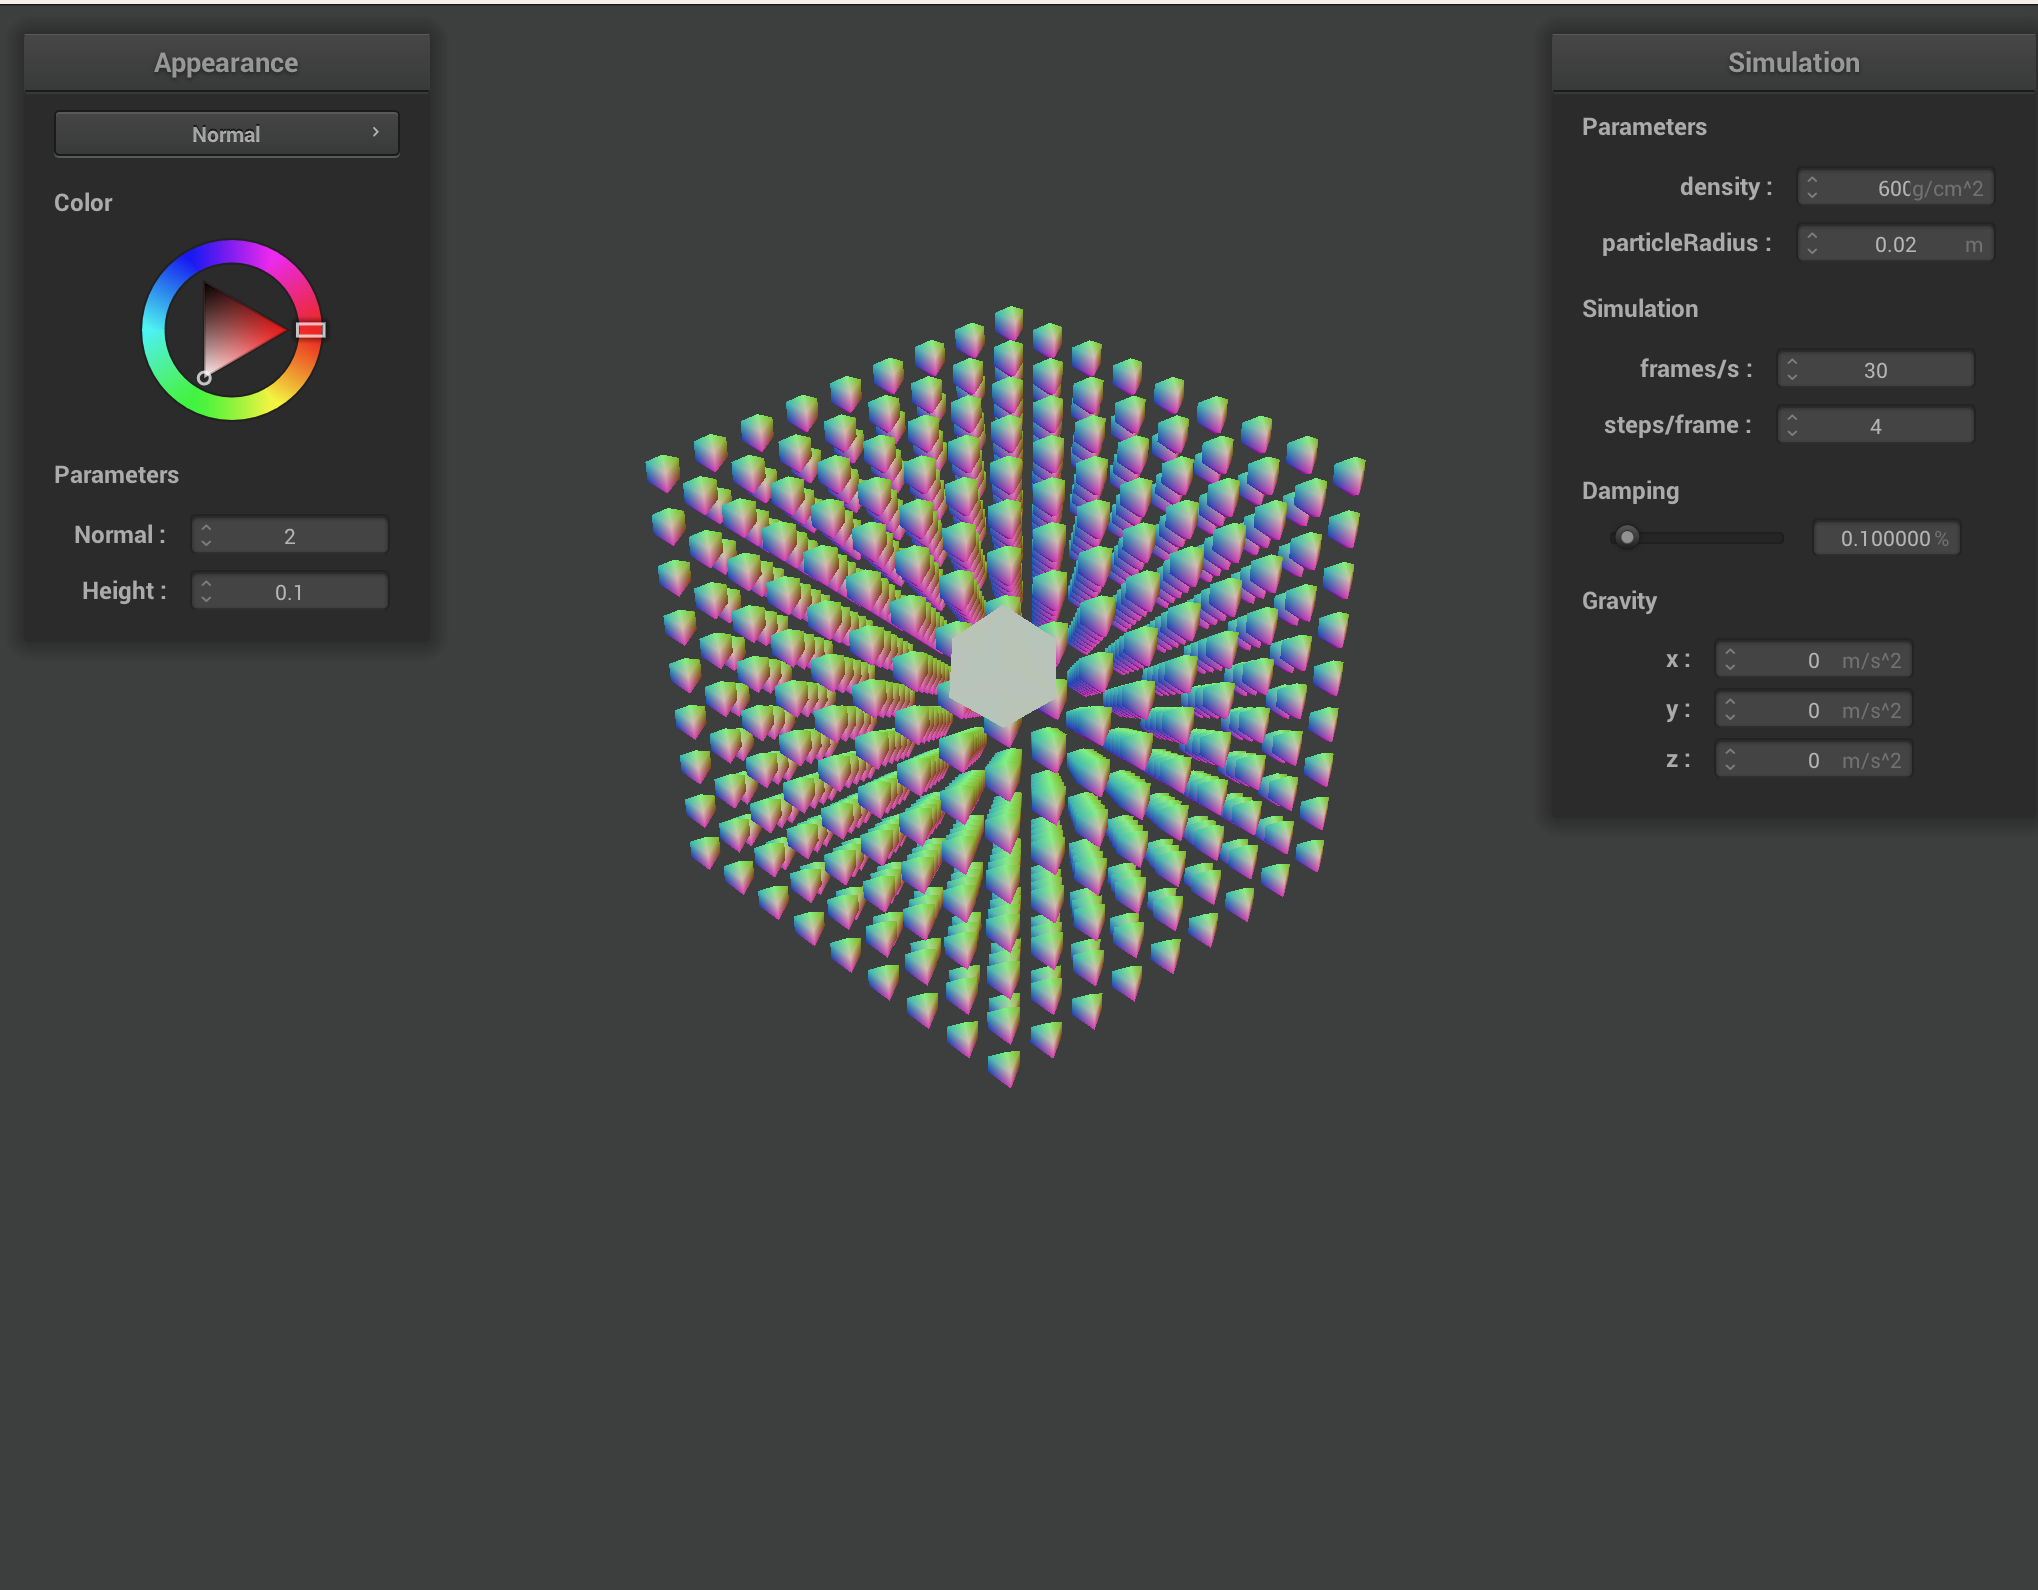 Appearance
Normal
Color
Parameters
Normal :
2
Height :
0.1
Simulation
Parameters
density :
600 g/cm^2
particleRadius :
0.02 m
Simulation
frames/s :
30
steps/frame :
4
Damping
0.100000 %
Gravity
x :
0 m/s^2
y :
0 m/s^2
z :
0 m/s^2